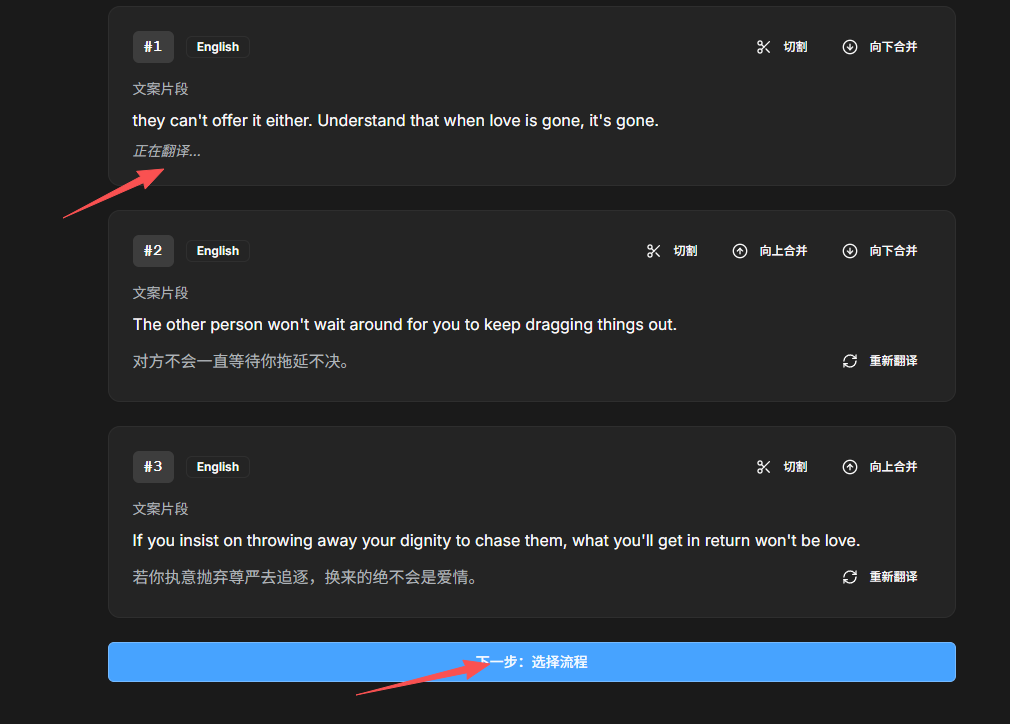 #1 English 切割 向下合并
文案片段
they can't offer it either. Understand that when love is gone, it's gone.
正在翻译...
#2 English 切割 向上合并 向下合并
文案片段
The other person won't wait around for you to keep dragging things out.
对方不会一直等待你拖延不决。 重新翻译
#3 English 切割 向上合并
文案片段
If you insist on throwing away your dignity to chase them, what you'll get in return won't be love.
若你执意抛弃尊严去追逐，换来的绝不会是爱情。 重新翻译
下一步：选择流程